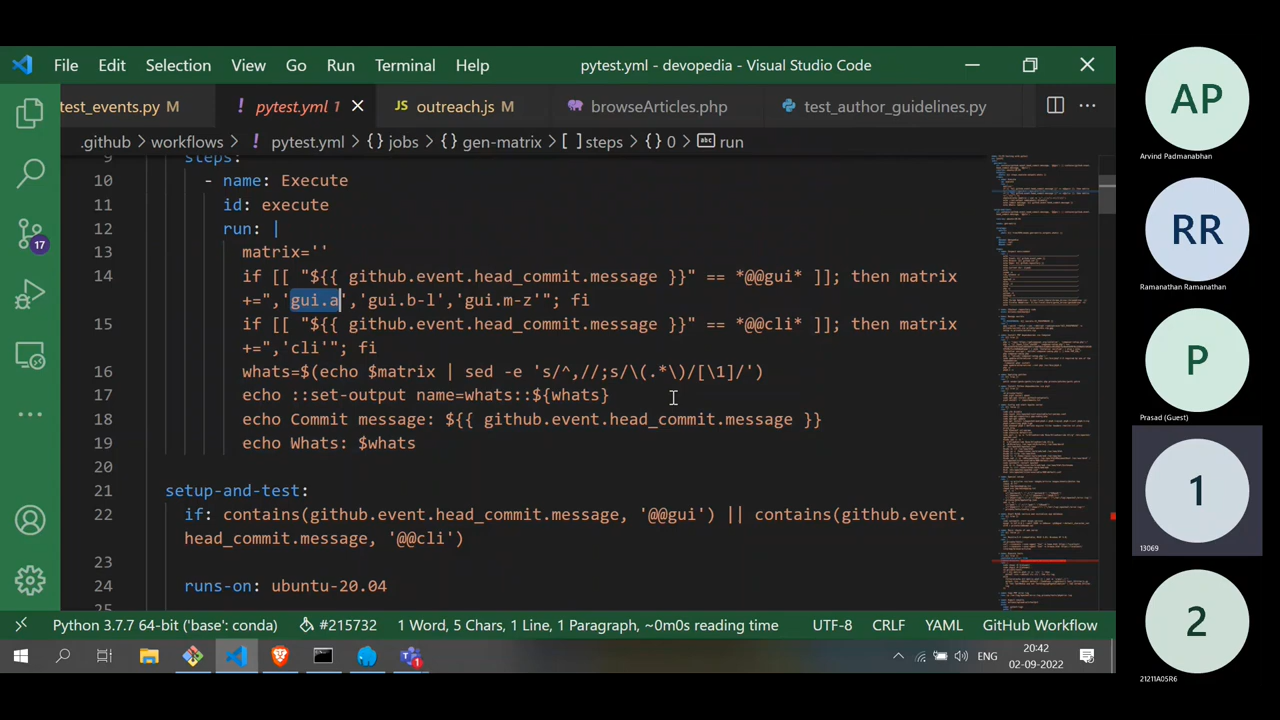 File Edit Selection View Go Run Terminal Help pytest.yml - devopedia - Visual Studio Code
test_events.py M ! pytest.yml 1 JS outreach.js M browseArticles.php test_author_guidelines.py
.github > workflows > ! pytest.yml > {} jobs > {} gen-matrix > [ ] steps > {} 0 > abc run
9 steps:
10 - name: Execute
11 id: execute
12 run: |
13 matrix=''
14 if [[ "${{ github.event.head_commit.message }}" == *@@gui* ]]; then matrix
+=",'gui.a','gui.b-l','gui.m-z'"; fi
15 if [[ "${{ github.event.head_commit.message }}" == *@@cli* ]]; then matrix
+=",'cli'"; fi
16 whats=$(echo $matrix | sed -e 's/^,//;s/\(.*\)/[\1]/')
17 echo ::set-output name=whats::${whats}
18 echo Commit message: ${{ github.event.head_commit.message }}
19 echo Whats: $whats
20
21 setup-and-test:
22 if: contains(github.event.head_commit.message, '@@gui') || contains(github.event.
head_commit.message, '@@cli')
23
24 runs-on: ubuntu-20.04
25
17
Python 3.7.7 64-bit ('base': conda) #215732 1 Word, 5 Chars, 1 Line, 1 Paragraph, ~0m0s reading time UTF-8 CRLF YAML GitHub Workflow
1 ENG 20:42
02-09-2022
AP
Arvind Padmanabhan
RR
Ramanathan Ramanathan
P
Prasad (Guest)
1
13069
2
21211A05R6